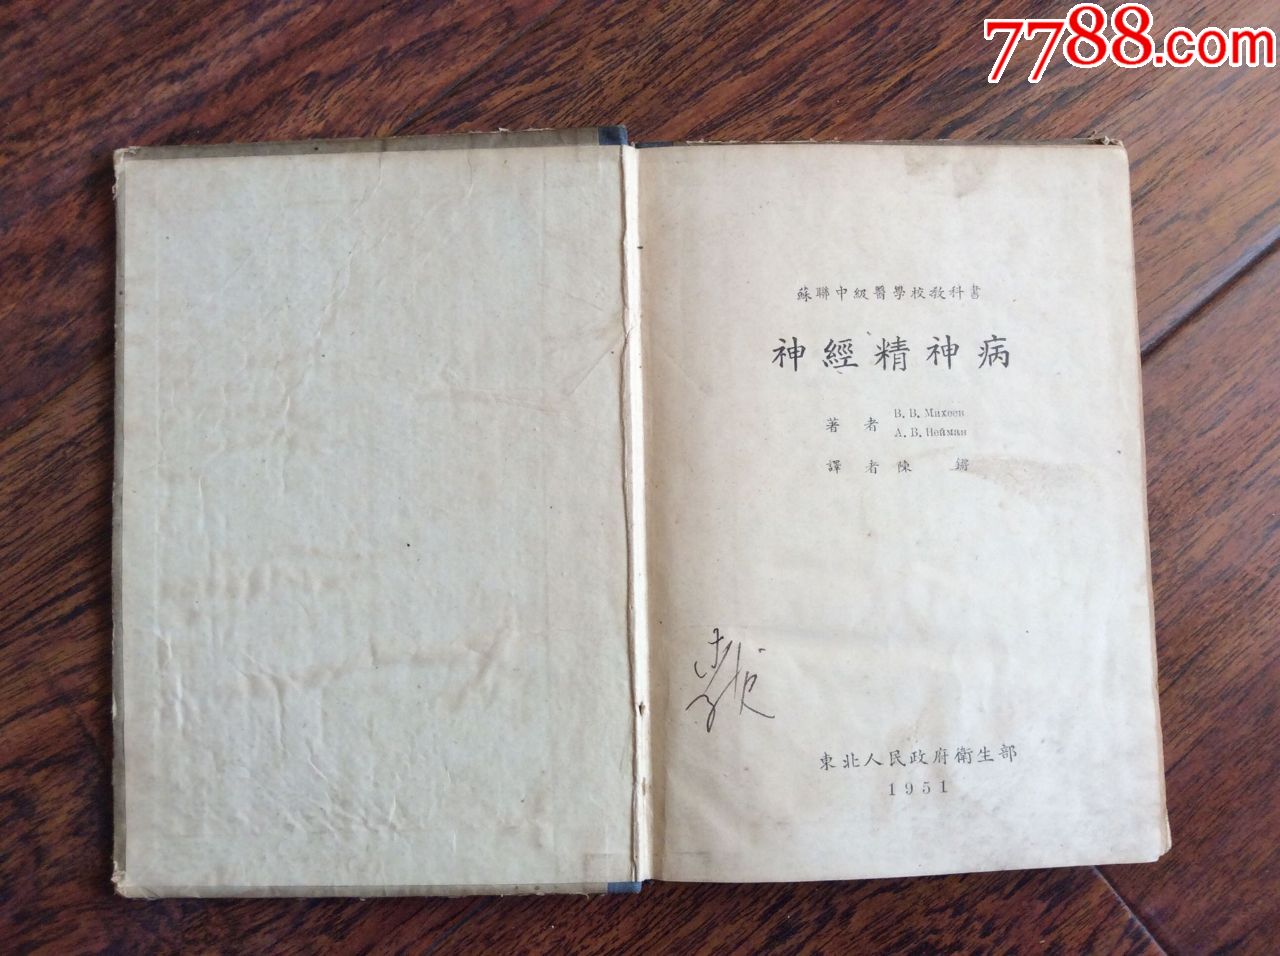 7788.com
蘇聯中級醫學校教科書
神經精神病
著者 В. В. Михеев
А. В. Нейман
譯者 陳
東北人民政府衛生部
1951